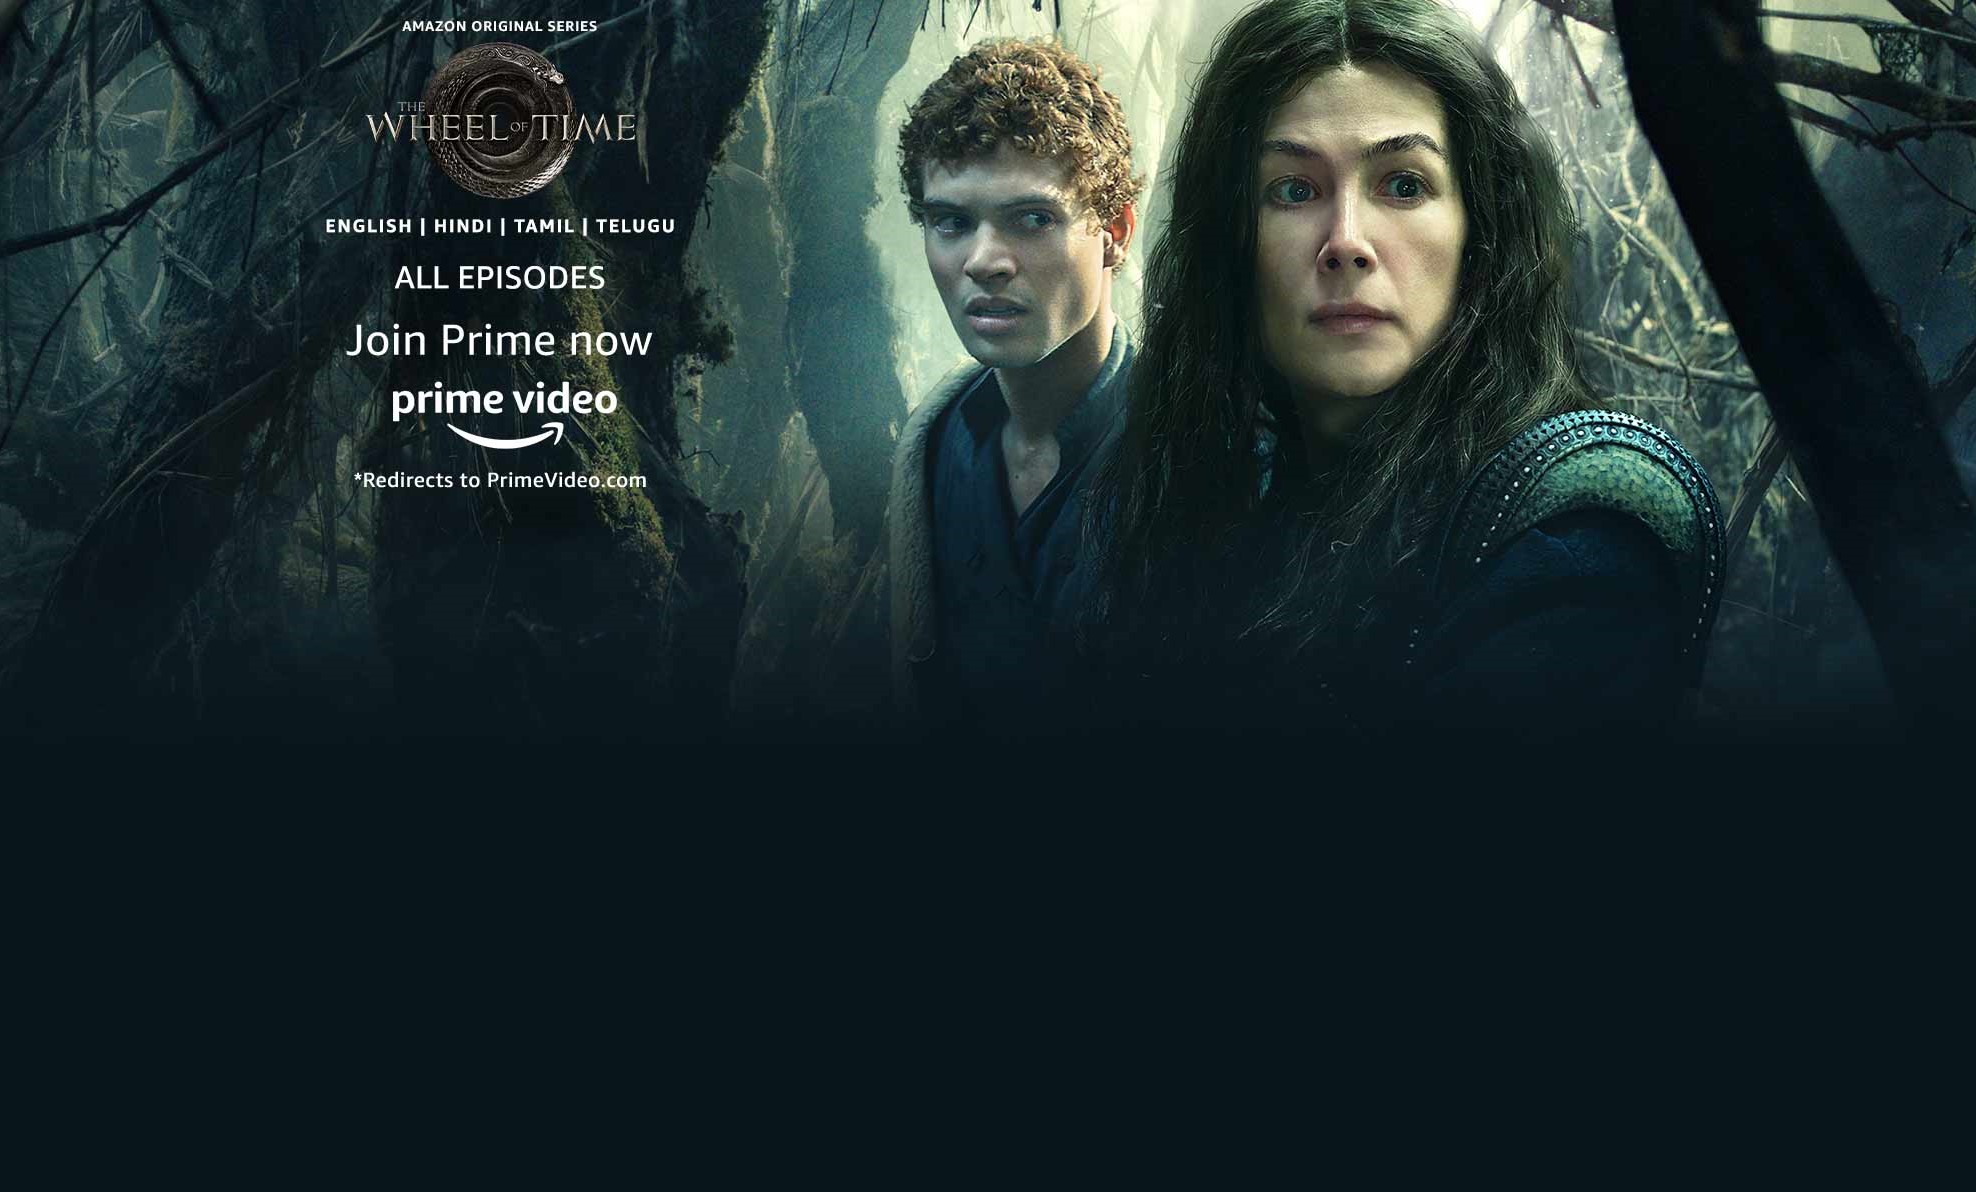 AMAZON ORIGINAL SERIES
THE
WHEEL OF TIME
ENGLISH | HINDI | TAMIL | TELUGU
ALL EPISODES
Join Prime now
prime video
*Redirects to PrimeVideo.com